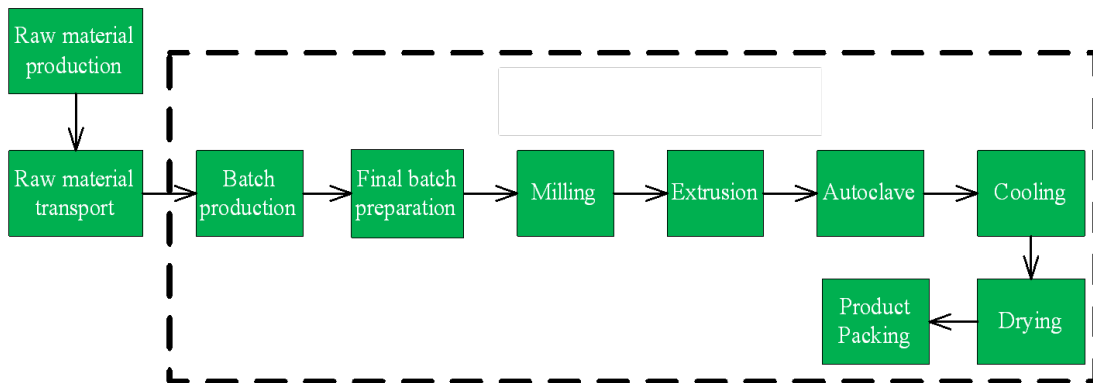 Raw material
production
Raw material
transport
Batch
production
Final batch
preparation
Milling
Extrusion
Autoclave
Cooling
Drying
Product
Packing